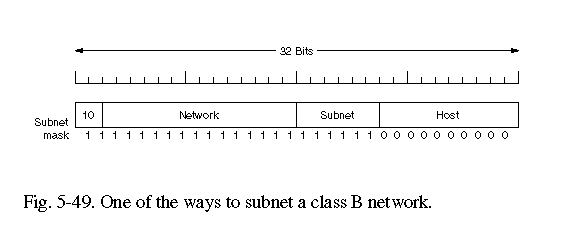 32 Bits
10 Network Subnet Host
Subnet
mask 1 1 1 1 1 1 1 1 1 1 1 1 1 1 1 1 1 1 1 1 1 1 0 0 0 0 0 0 0 0 0 0
Fig. 5-49. One of the ways to subnet a class B network.